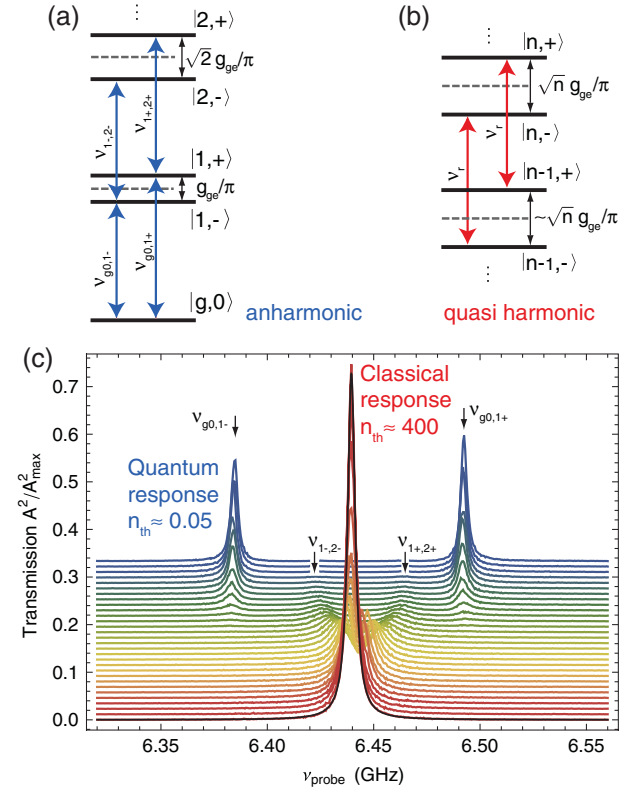 (a)
|2,+⟩
√2 g_ge/π
|2,-⟩
ν_1-,2-
ν_1+,2+
|1,+⟩
g_ge/π
|1,-⟩
ν_g0,1-
ν_g0,1+
|g,0⟩
anharmonic
(b)
|n,+⟩
√n g_ge/π
|n,-⟩
ν_r
ν_r
|n-1,+⟩
~√n g_ge/π
|n-1,-⟩
quasi harmonic
(c)
Transmission A²/A²_max
0.7
0.6
0.5
0.4
0.3
0.2
0.1
0.0
ν_g0,1-
Quantum
response
n_th ≈ 0.05
Classical
response
n_th ≈ 400
ν_g0,1+
ν_1-,2-
ν_1+,2+
6.35
6.40
6.45
6.50
6.55
ν_probe (GHz)